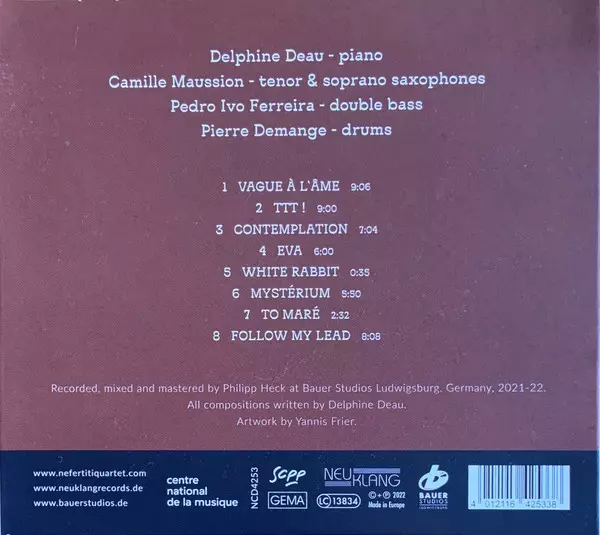 Delphine Deau - piano
Camille Maussion - tenor & soprano saxophones
Pedro Ivo Ferreira - double bass
Pierre Demange - drums
1 VAGUE À L'ÂME 9:06
2 TTT ! 9:00
3 CONTEMPLATION 7:04
4 EVA 6:00
5 WHITE RABBIT 0:35
6 MYSTÉRIUM 5:50
7 TO MARÉ 2:32
8 FOLLOW MY LEAD 8:08
Recorded, mixed and mastered by Philipp Heck at Bauer Studios Ludwigsburg. Germany, 2021-22.
All compositions written by Delphine Deau.
Artwork by Yannis Frier.
www.nefertitiquartet.com
www.neuklangrecords.de
www.bauerstudios.de
centre
national
de la musique
NCD4253
scpp
GEMA
NEU
KLANG
LC 13834
© + ℗ 2022
Made in Europe
BAUER
STUDIOS
4 012116 425338